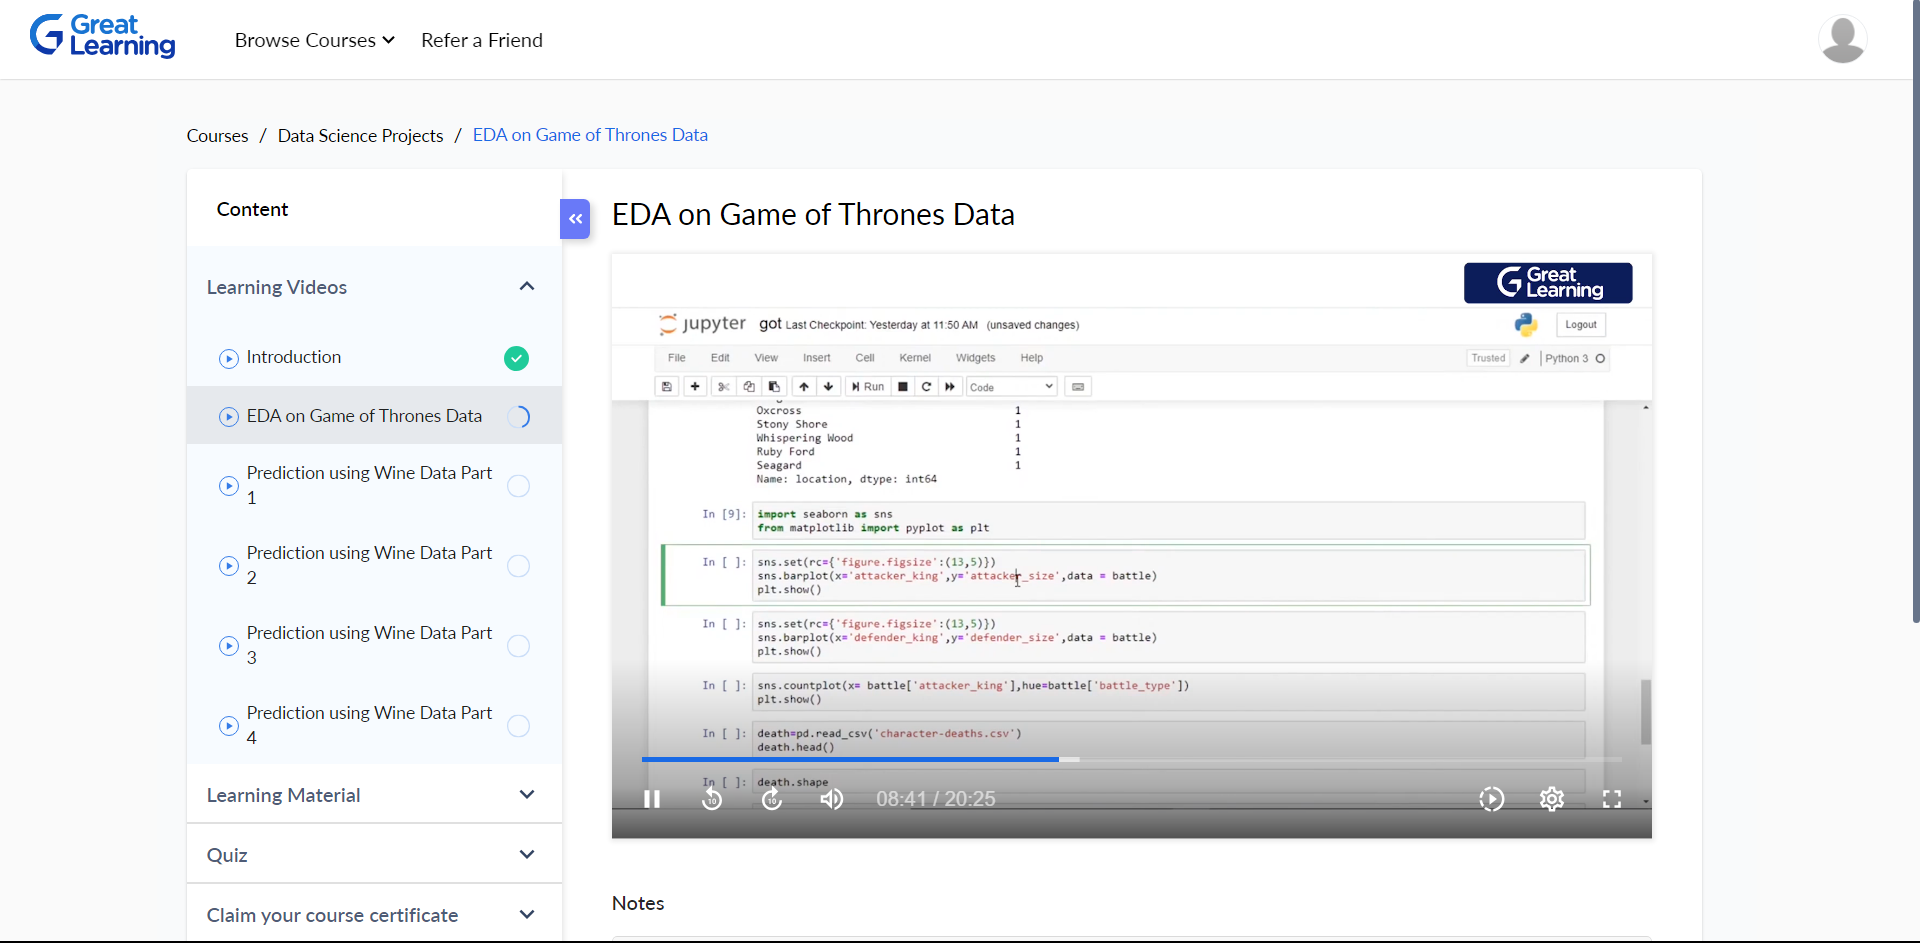 Great Learning
Browse Courses
Refer a Friend
Courses / Data Science Projects / EDA on Game of Thrones Data
Content
«
Learning Videos
Introduction
EDA on Game of Thrones Data
Prediction using Wine Data Part
1
Prediction using Wine Data Part
2
Prediction using Wine Data Part
3
Prediction using Wine Data Part
4
Learning Material
Quiz
Claim your course certificate
EDA on Game of Thrones Data
Great Learning
jupyter got Last Checkpoint: Yesterday at 11:50 AM (unsaved changes)
Logout
File Edit View Insert Cell Kernel Widgets Help
Trusted Python 3
Run Code
Oxcross 1
Stony Shore 1
Whispering Wood 1
Ruby Ford 1
Seagard 1
Name: location, dtype: int64
In [9]: import seaborn as sns
from matplotlib import pyplot as plt
In [ ]: sns.set(rc={'figure.figsize':(13,5)})
sns.barplot(x='attacker_king',y='attacker_size',data = battle)
plt.show()
In [ ]: sns.set(rc={'figure.figsize':(13,5)})
sns.barplot(x='defender_king',y='defender_size',data = battle)
plt.show()
In [ ]: sns.countplot(x= battle['attacker_king'],hue=battle['battle_type'])
plt.show()
In [ ]: death=pd.read_csv('character-deaths.csv')
death.head()
In [ ]: death.shape
10 10 08:41 / 20:25
Notes